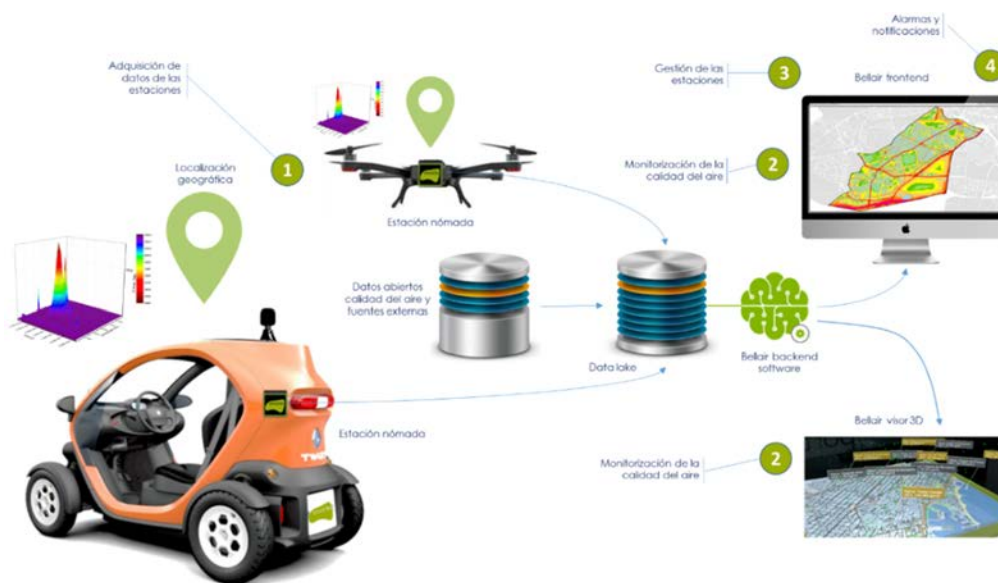 Alarmas y
notificaciones
4
Adquisición de
datos de las
estaciones
1
Gestión de las
estaciones
3
Bellair frontend
Localización
geográfica
Monitorización de la
calidad del aire
2
Estación nómada
Datos abiertos
calidad del aire y
fuentes externas
Data lake
Bellair backend
software
Estación nómada
Bellair visor 3D
Monitorización de la
calidad del aire
2